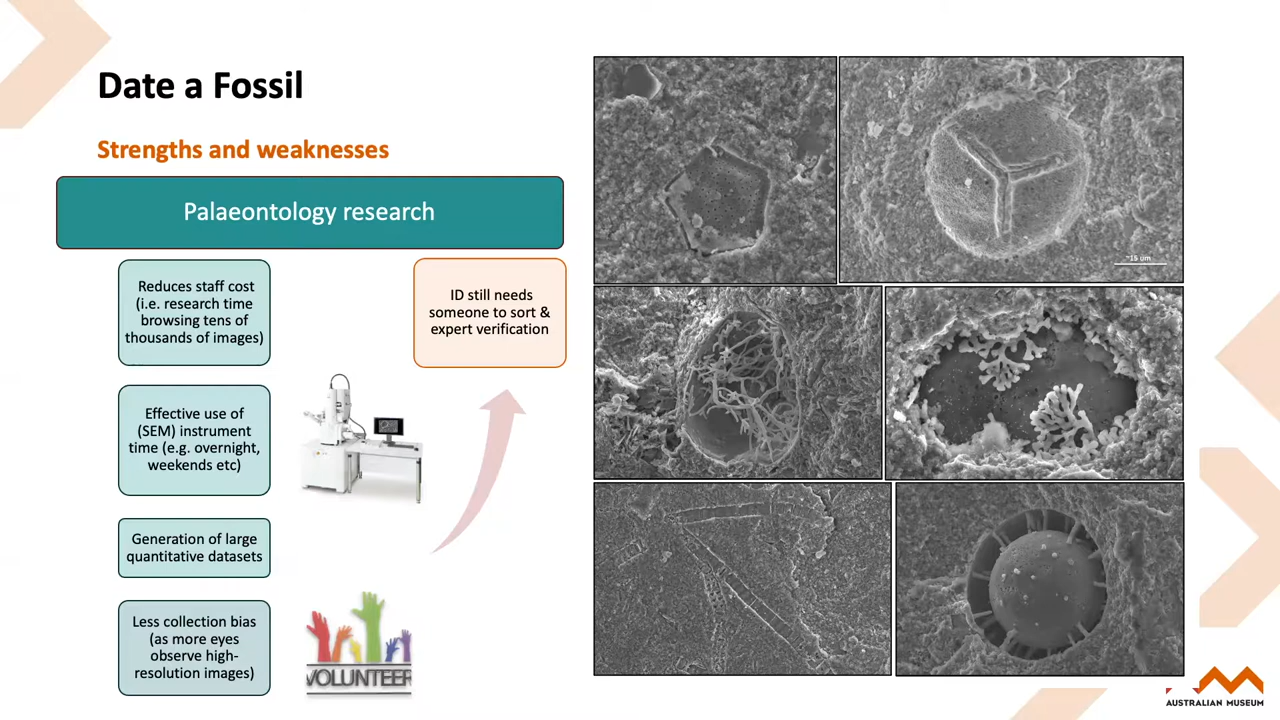 Date a Fossil
Strengths and weaknesses
Palaeontology research
Reduces staff cost
(i.e. research time
browsing tens of
thousands of images)
ID still needs
someone to sort &
expert verification
Effective use of
(SEM) instrument
time (e.g. overnight,
weekends etc)
Generation of large
quantitative datasets
Less collection bias
(as more eyes
observe high-
resolution images)
VOLUNTEER
~15 um
AUSTRALIAN MUSEUM